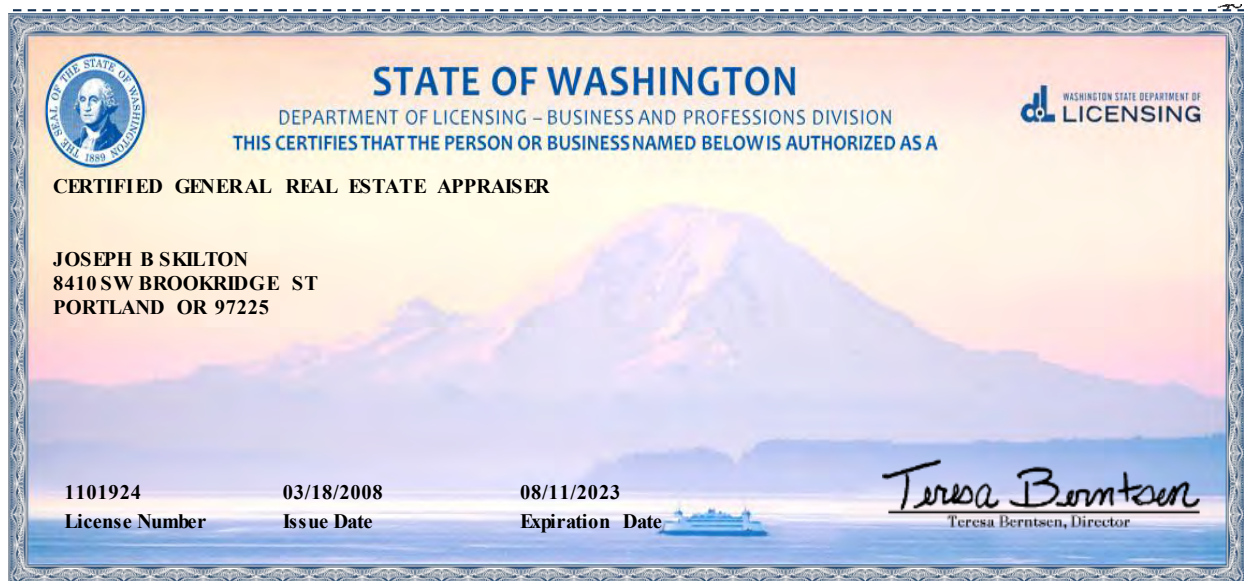 THE SEAL OF THE STATE OF WASHINGTON
1889
STATE OF WASHINGTON
DEPARTMENT OF LICENSING – BUSINESS AND PROFESSIONS DIVISION
THIS CERTIFIES THAT THE PERSON OR BUSINESS NAMED BELOW IS AUTHORIZED AS A
dol WASHINGTON STATE DEPARTMENT OF
LICENSING
CERTIFIED GENERAL REAL ESTATE APPRAISER
JOSEPH B SKILTON
8410 SW BROOKRIDGE ST
PORTLAND OR 97225
1101924 03/18/2008 08/11/2023
License Number Issue Date Expiration Date
Teresa Berntsen
Teresa Berntsen, Director